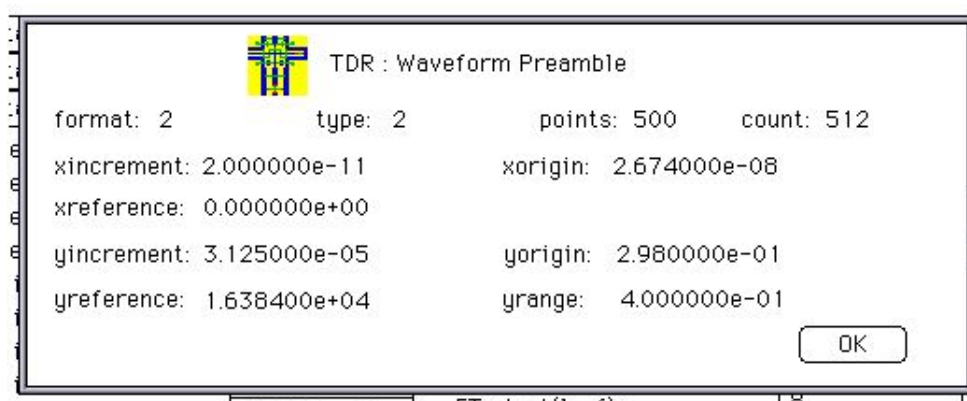 TDR : Waveform Preamble
format: 2 type: 2 points: 500 count: 512
xincrement: 2.000000e-11 xorigin: 2.674000e-08
xreference: 0.000000e+00
yincrement: 3.125000e-05 yorigin: 2.980000e-01
yreference: 1.638400e+04 yrange: 4.000000e-01
OK